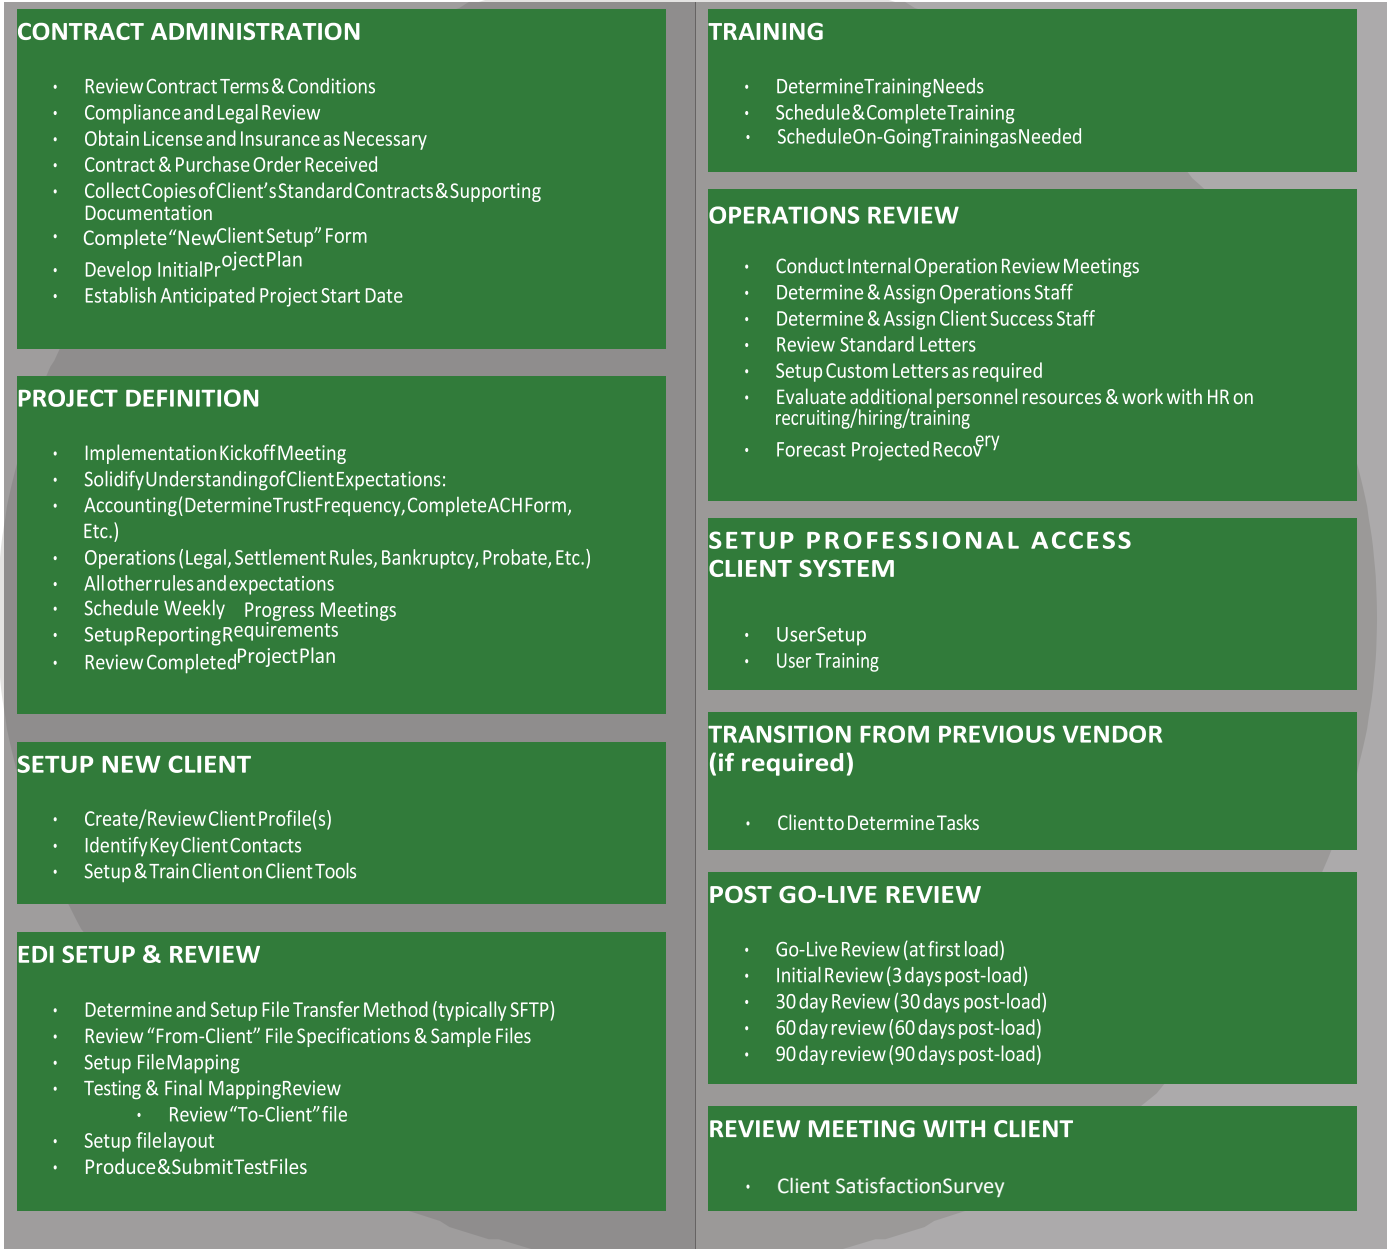 CONTRACT ADMINISTRATION
• Review Contract Terms & Conditions
• Compliance and Legal Review
• Obtain License and Insurance as Necessary
• Contract & Purchase Order Received
• Collect Copies of Client’s Standard Contracts & Supporting
Documentation
• Complete “New Client Setup” Form
• Develop Initial Project Plan
• Establish Anticipated Project Start Date
PROJECT DEFINITION
• Implementation Kickoff Meeting
• Solidify Understanding of Client Expectations:
• Accounting (Determine Trust Frequency, Complete ACH Form,
Etc.)
• Operations (Legal, Settlement Rules, Bankruptcy, Probate, Etc.)
• All other rules and expectations
• Schedule Weekly Progress Meetings
• Setup Reporting Requirements
• Review Completed Project Plan
SETUP NEW CLIENT
• Create/Review Client Profile(s)
• Identify Key Client Contacts
• Setup & Train Client on Client Tools
EDI SETUP & REVIEW
• Determine and Setup File Transfer Method (typically SFTP)
• Review “From-Client” File Specifications & Sample Files
• Setup File Mapping
• Testing & Final Mapping Review
• Review “To-Client” file
• Setup file layout
• Produce & Submit Test Files
TRAINING
• Determine Training Needs
• Schedule & Complete Training
• Schedule On-Going Training as Needed
OPERATIONS REVIEW
• Conduct Internal Operation Review Meetings
• Determine & Assign Operations Staff
• Determine & Assign Client Success Staff
• Review Standard Letters
• Setup Custom Letters as required
• Evaluate additional personnel resources & work with HR on
recruiting/hiring/training
• Forecast Projected Recovery
SETUP PROFESSIONAL ACCESS
CLIENT SYSTEM
• User Setup
• User Training
TRANSITION FROM PREVIOUS VENDOR
(if required)
• Client to Determine Tasks
POST GO-LIVE REVIEW
• Go-Live Review (at first load)
• Initial Review (3 days post-load)
• 30 day Review (30 days post-load)
• 60 day review (60 days post-load)
• 90 day review (90 days post-load)
REVIEW MEETING WITH CLIENT
• Client Satisfaction Survey